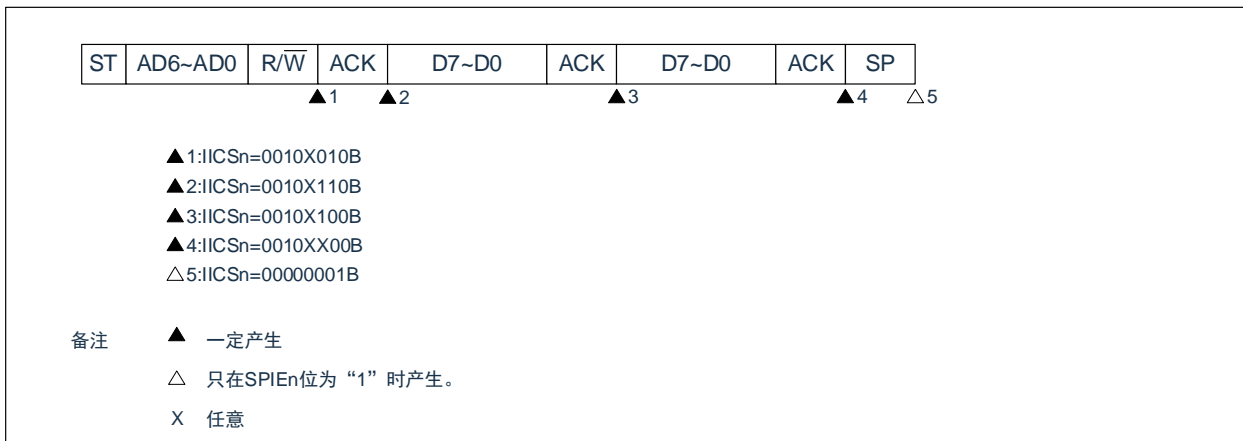 ST AD6~AD0 R/W̅ ACK D7~D0 ACK D7~D0 ACK SP
▲1 ▲2 ▲3 ▲4 △5
▲1:IICSn=0010X010B
▲2:IICSn=0010X110B
▲3:IICSn=0010X100B
▲4:IICSn=0010XX00B
△5:IICSn=00000001B
备注 ▲ 一定产生
△ 只在SPIEn位为“1”时产生。
X 任意